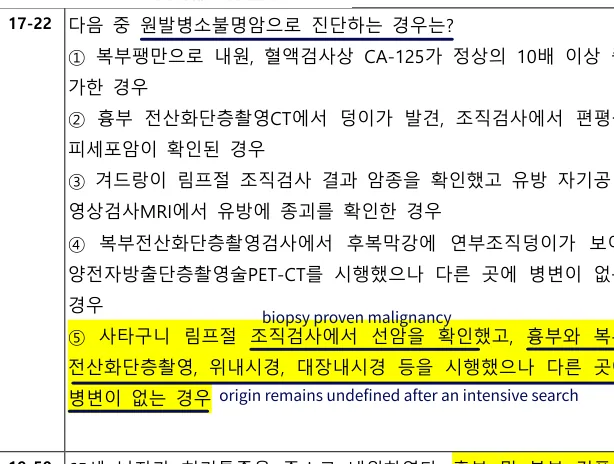 17-22
다음 중 원발병소불명암으로 진단하는 경우는?
① 복부팽만으로 내원, 혈액검사상 CA-125가 정상의 10배 이상
가한 경우
② 흉부 전산화단층촬영CT에서 덩이가 발견, 조직검사에서
피세포암이 확인된 경우
③ 겨드랑이 림프절 조직검사 결과 암종을 확인했고 유방 자기공
영상검사MRI에서 유방에 종괴를 확인한 경우
④ 복부전산화단층촬영검사에서 후복막강에 연부조직덩이가
양전자방출단층촬영술PET-CT를 시행했으나 다른 곳에 병변이
경우
biopsy proven malignancy
⑤ 사타구니 림프절 조직검사에서 선암을 확인했고, 흉부와
전산화단층촬영, 위내시경, 대장내시경 등을 시행했으나 다른
병변이 없는 경우 origin remains undefined after an intensive search